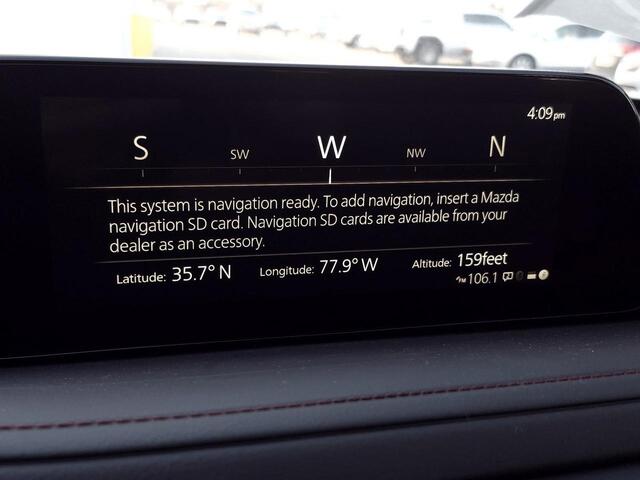 4:09pm
S SW W NW N
This system is navigation ready. To add navigation, insert a Mazda
navigation SD card. Navigation SD cards are available from your
dealer as an accessory.
Latitude: 35.7° N Longitude: 77.9° W Altitude: 159feet
FM 106.1